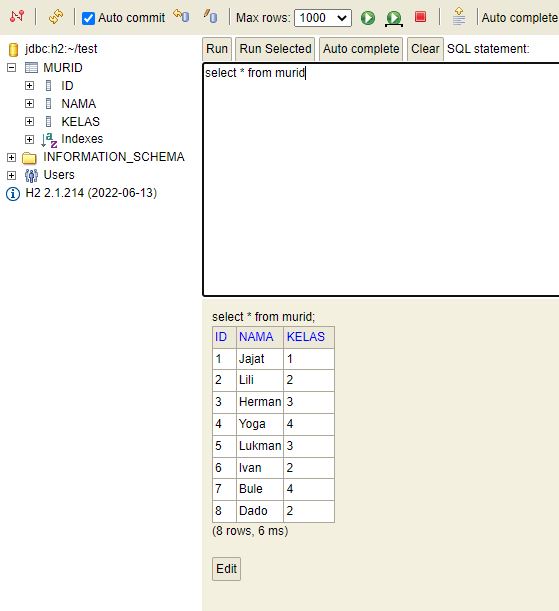 Auto commit Max rows: 1000 Auto complete
jdbc:h2:~/test
MURID
ID
NAMA
KELAS
Indexes
INFORMATION_SCHEMA
Users
H2 2.1.214 (2022-06-13)
Run Run Selected Auto complete Clear SQL statement:
select * from murid
select * from murid;
ID NAMA KELAS
1 Jajat 1
2 Lili 2
3 Herman 3
4 Yoga 4
5 Lukman 3
6 Ivan 2
7 Bule 4
8 Dado 2
(8 rows, 6 ms)
Edit